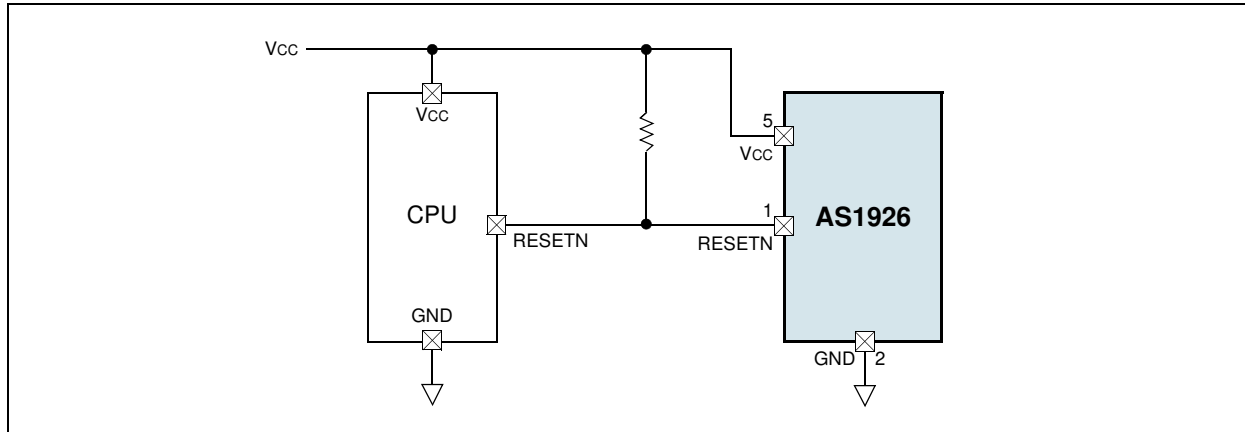 VCC
VCC
CPU
RESETN
GND
5
VCC
1
RESETN
AS1926
GND 2